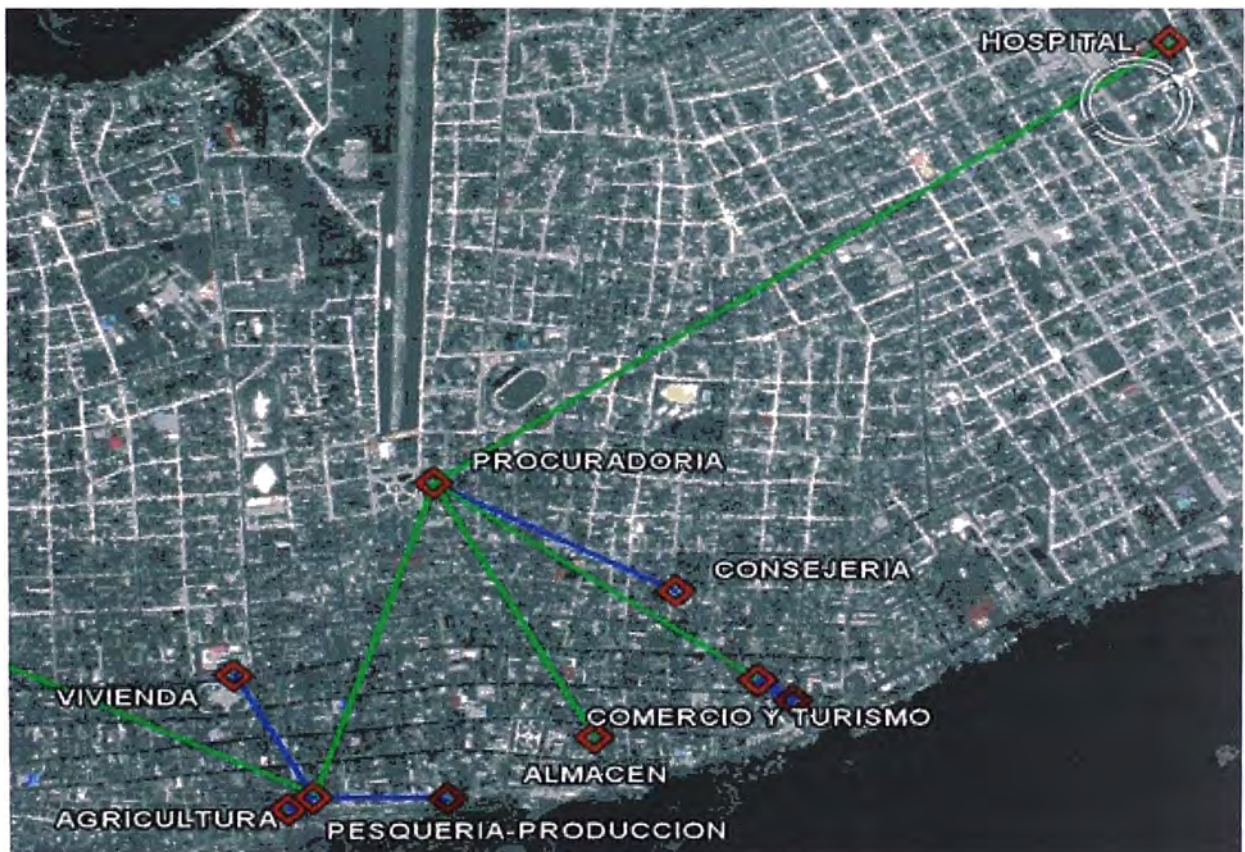 HOSPITAL
PROCURADORIA
CONSEJERIA
VIVIENDA
COMERCIO Y TURISMO
ALMACEN
AGRICULTURA
PESQUERIA-PRODUCCION